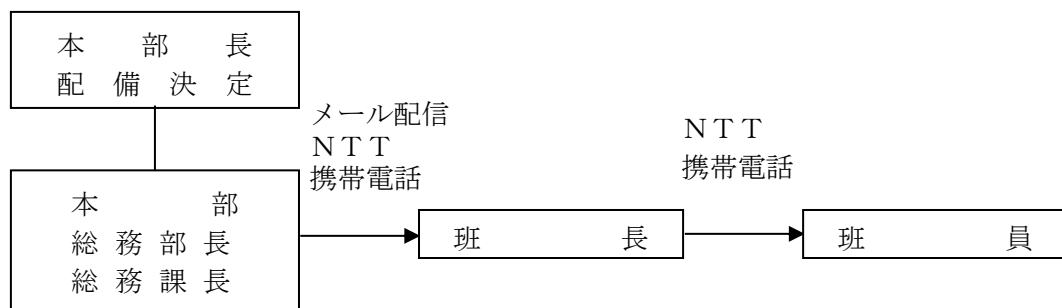 本部長
配備決定
メール配信
ＮＴＴ
携帯電話
ＮＴＴ
携帯電話
本部
総務部長
総務課長
班長
班員